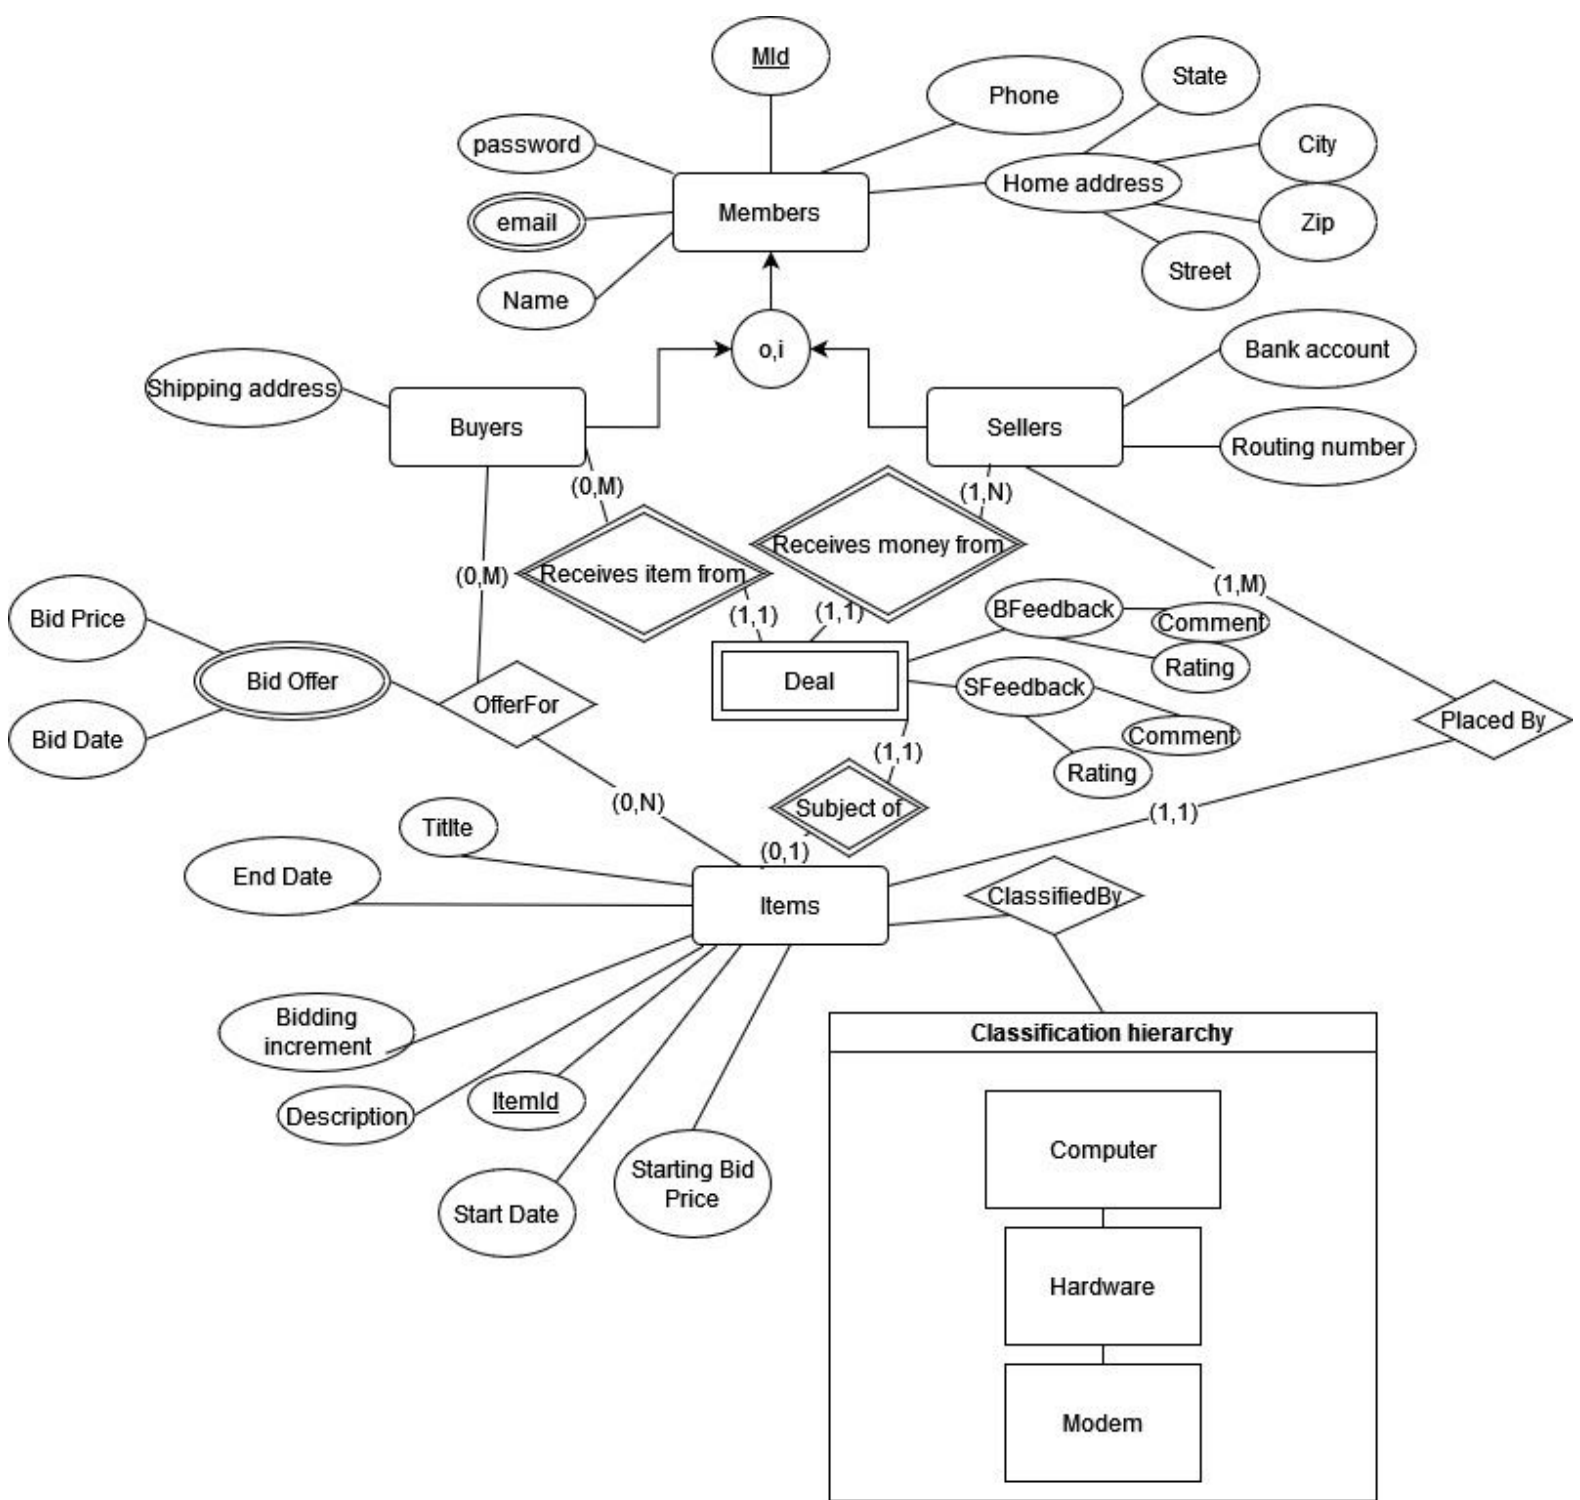 MId
Phone
State
password
City
Home address
Members
email
Zip
Street
Name
o,i
Bank account
Shipping address
Buyers
Sellers
Routing number
(0,M)
(1,N)
Receives money from
(0,M)
Receives item from
(1,M)
Bid Price
(1,1)
(1,1)
BFeedback
Comment
Rating
Bid Offer
Deal
SFeedback
OfferFor
Placed By
Bid Date
Comment
(1,1)
Rating
(0,N)
Subject of
(1,1)
Titlte
(0,1)
End Date
Items
ClassifiedBy
Bidding
increment
Classification hierarchy
ItemId
Description
Computer
Starting Bid
Price
Start Date
Hardware
Modem